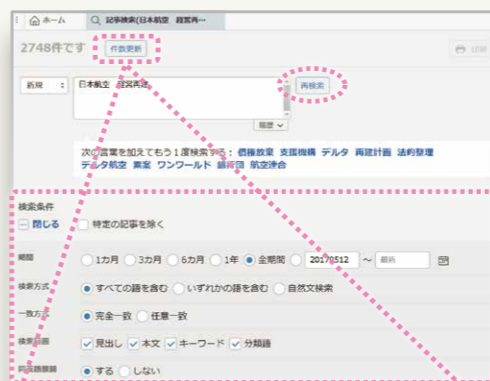 ホーム 記事検索(日本航空 経営再…
2748件です 件数更新 印刷
新規 日本航空 経営再建 再検索
履歴
次の言葉を加えてもう1度検索する: 債権放棄 支援機構 デルタ 再建計画 法的整理
デルタ航空 素案 ワンワールド 銀行団 航空連合
検索条件
閉じる 特定の記事を除く
期間 1カ月 3カ月 6カ月 1年 全期間 20170512 ～ 最新
検索方式 すべての語を含む いずれかの語を含む 自然文検索
一致方式 完全一致 任意一致
検索範囲 見出し 本文 キーワード 分類語
同義語展開 する しない